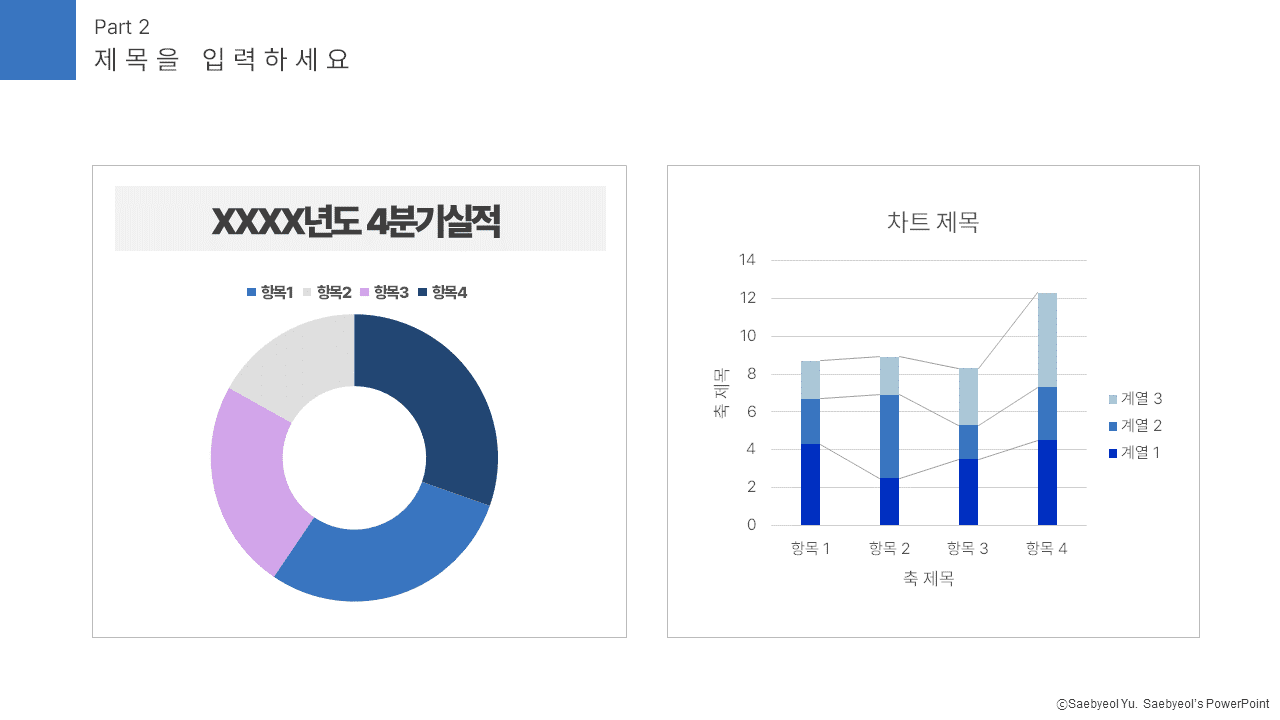 Part 2
제목을 입력하세요
XXXX년도 4분기실적
항목1 항목2 항목3 항목4
차트 제목
14
12
10
8
6
4
2
0
축 제목
항목 1 항목 2 항목 3 항목 4
축 제목
계열 3
계열 2
계열 1
ⓒSaebyeol Yu. Saebyeol's PowerPoint